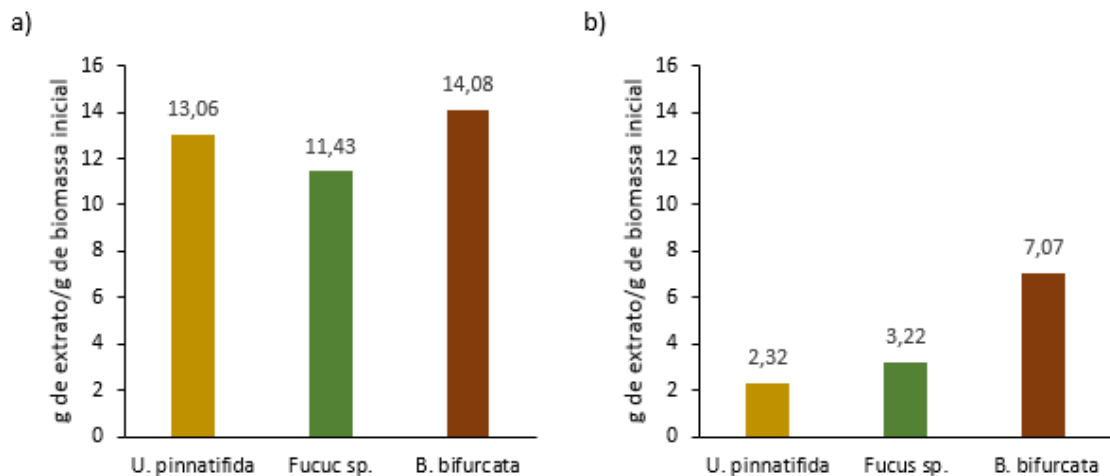 a)
g de extrato/g de biomassa inicial
16
14
12
10
8
6
4
2
0
13,06
11,43
14,08
U. pinnatifida
Fucuc sp.
B. bifurcata
b)
g de extrato/g de biomassa inicial
16
14
12
10
8
6
4
2
0
2,32
3,22
7,07
U. pinnatifida
Fucus sp.
B. bifurcata